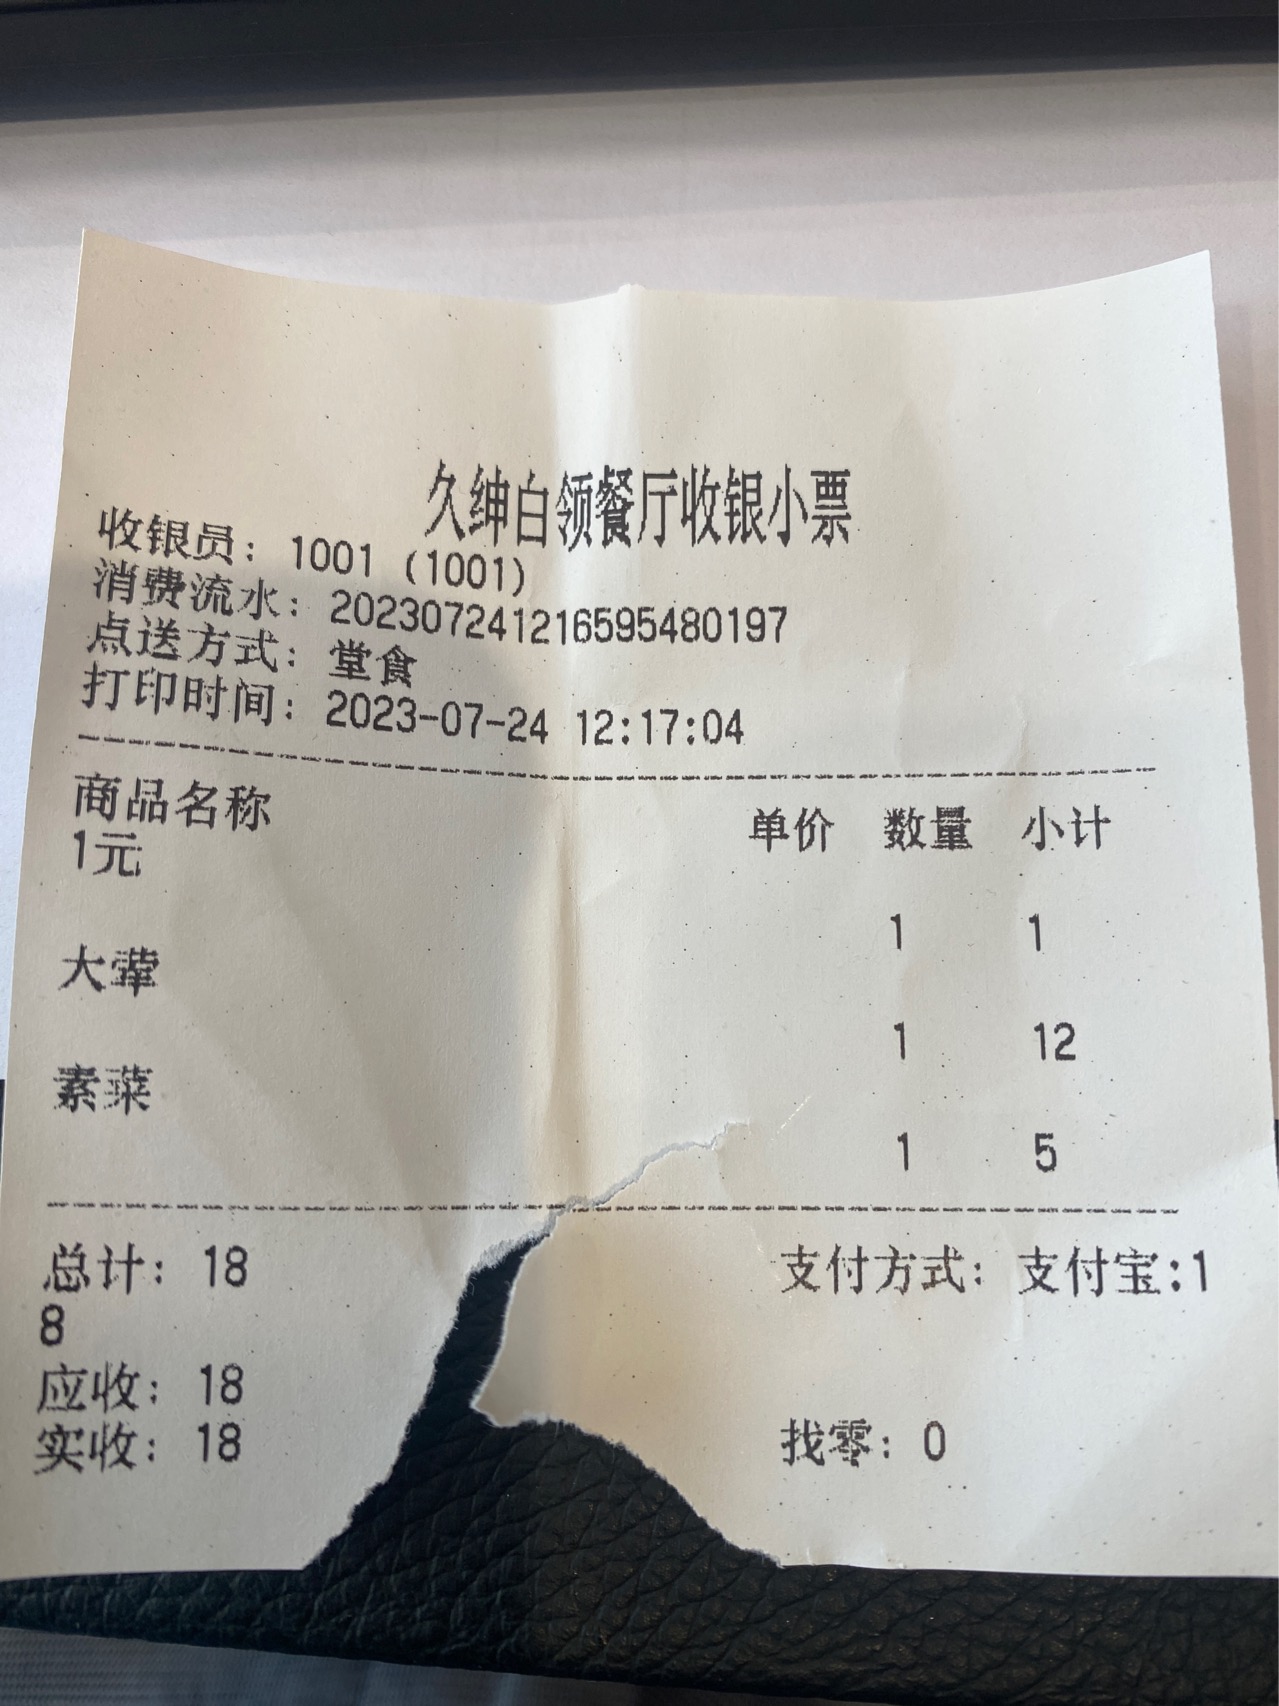 久绅白领餐厅收银小票
收银员： 1001 (1001)
消费流水： 202307241216595480197
点送方式： 堂食
打印时间： 2023-07-24 12:17:04
商品名称 单价 数量 小计
1元
1 1
大荤
1 12
素菜
1 5
总计： 18 支付方式： 支付宝:1
8
应收： 18
实收： 18 找零： 0